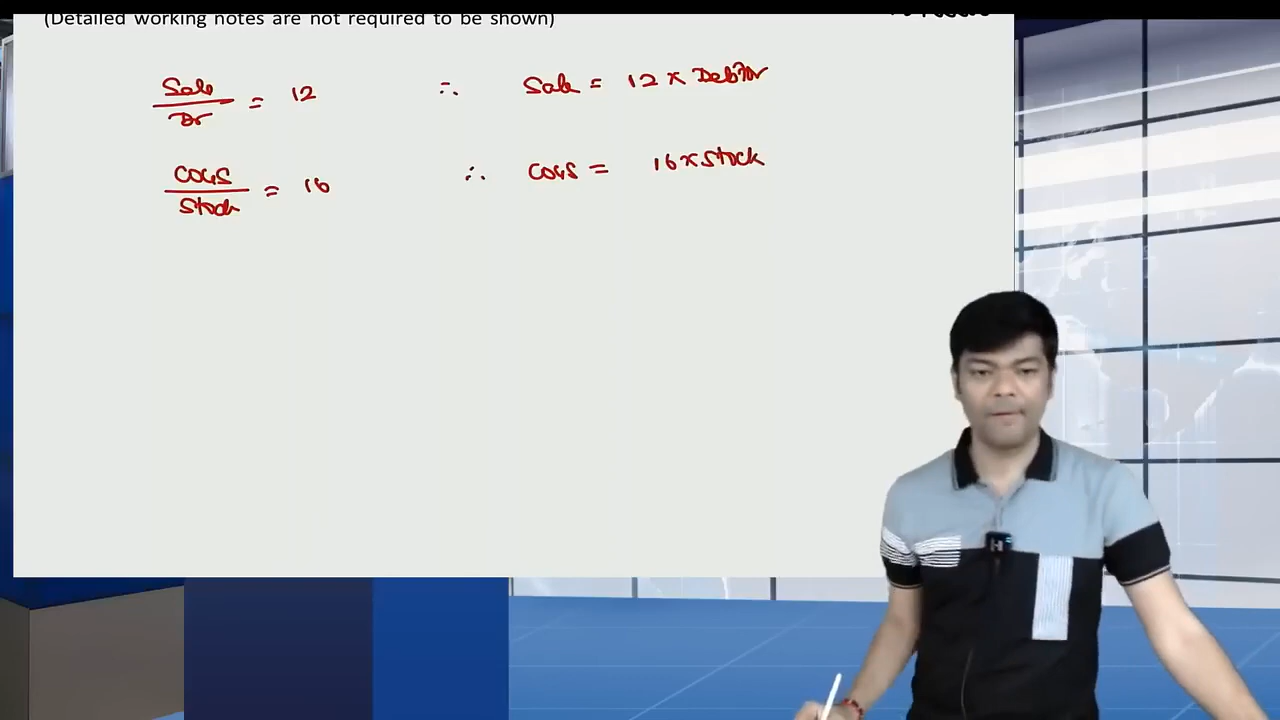 (Detailed working notes are not required to be shown)
Sale / Dr = 12 ∴ Sale = 12 x Debtor
COGS / Stock = 16 ∴ COGS = 16 x Stock
H